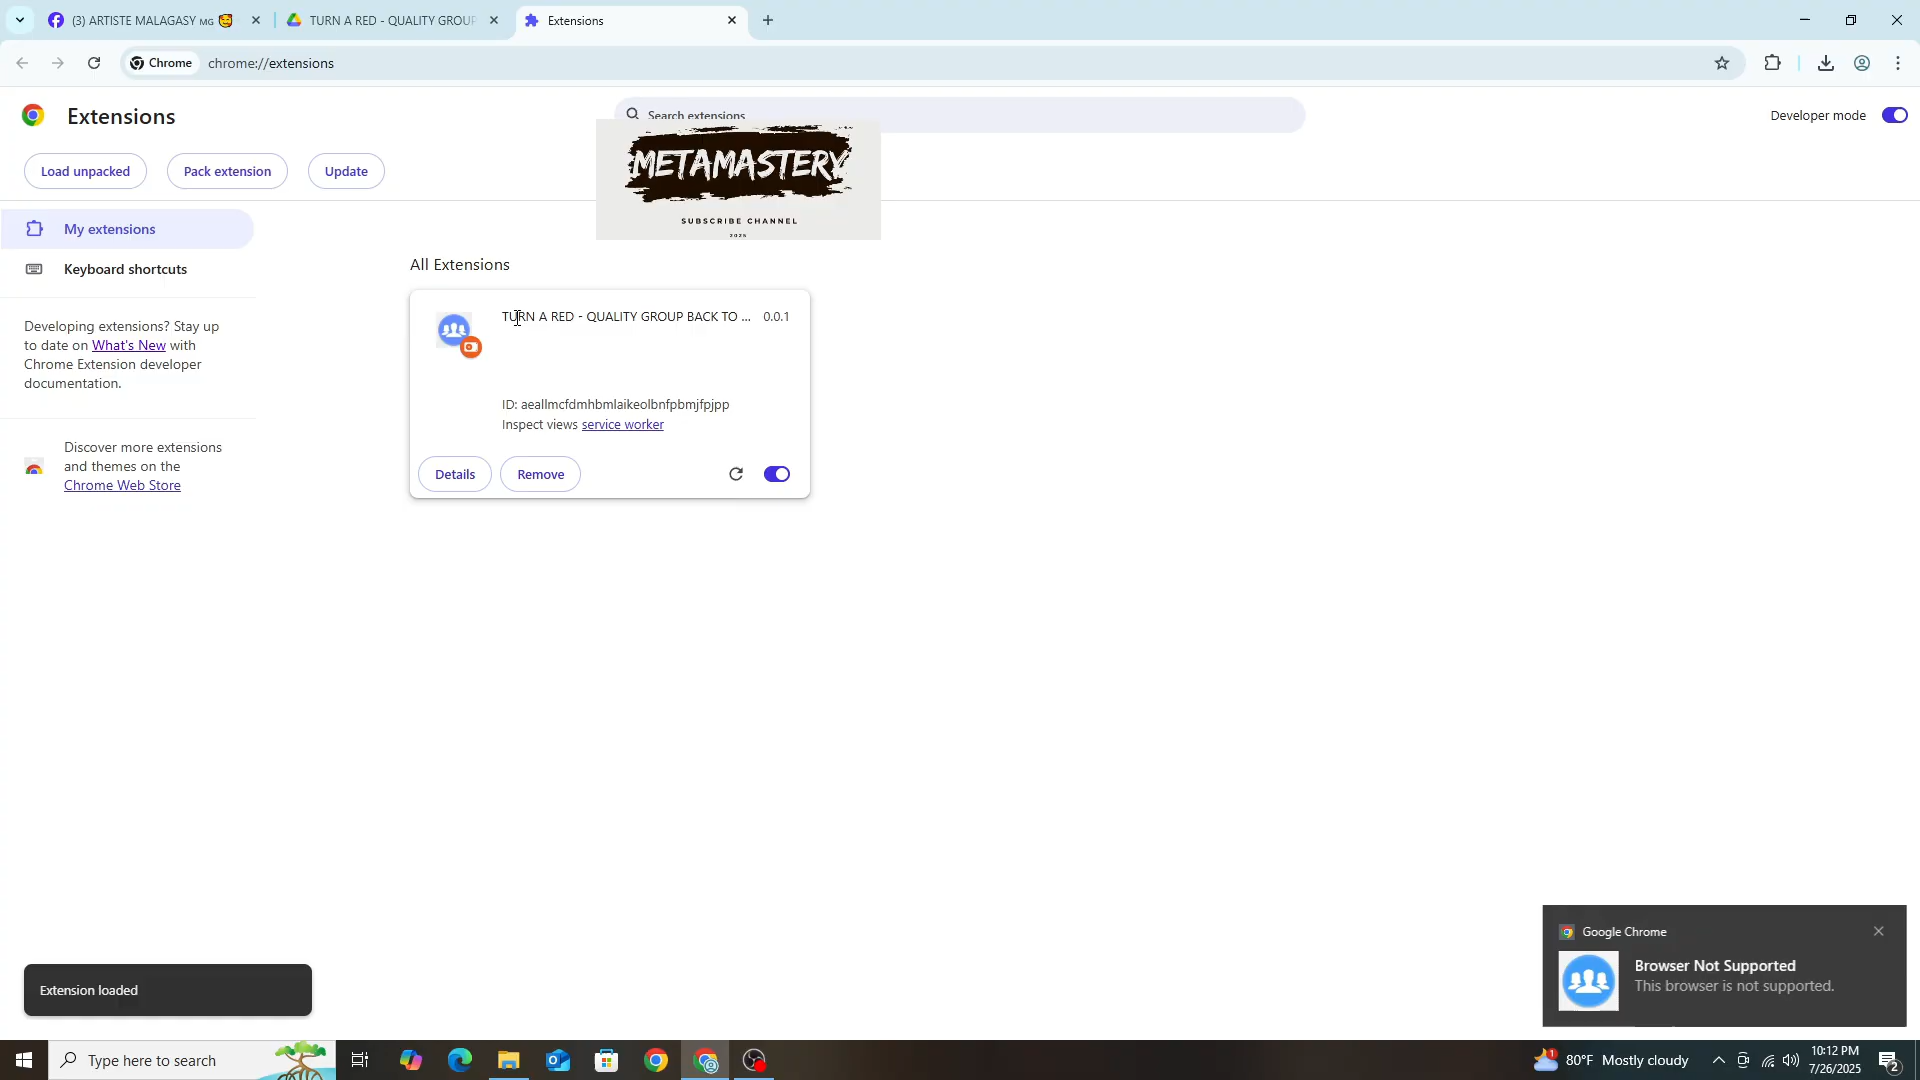 (3) ARTISTE MALAGASY MG
TURN A RED - QUALITY GROUP
Extensions
Chrome
chrome://extensions
Extensions
Search extensions
Developer mode
Load unpacked
Pack extension
Update
METAMASTERY
SUBSCRIBE CHANNEL
2025
My extensions
Keyboard shortcuts
Developing extensions? Stay up
to date on What's New with
Chrome Extension developer
documentation.
Discover more extensions
and themes on the
Chrome Web Store
All Extensions
TURN A RED - QUALITY GROUP BACK TO ...
0.0.1
ID: aeallmcfdmhbmlaikeolbnfpbmjfpjpp
Inspect views service worker
Details
Remove
Extension loaded
Google Chrome
Browser Not Supported
This browser is not supported.
Type here to search
80°F Mostly cloudy
10:12 PM
7/26/2025